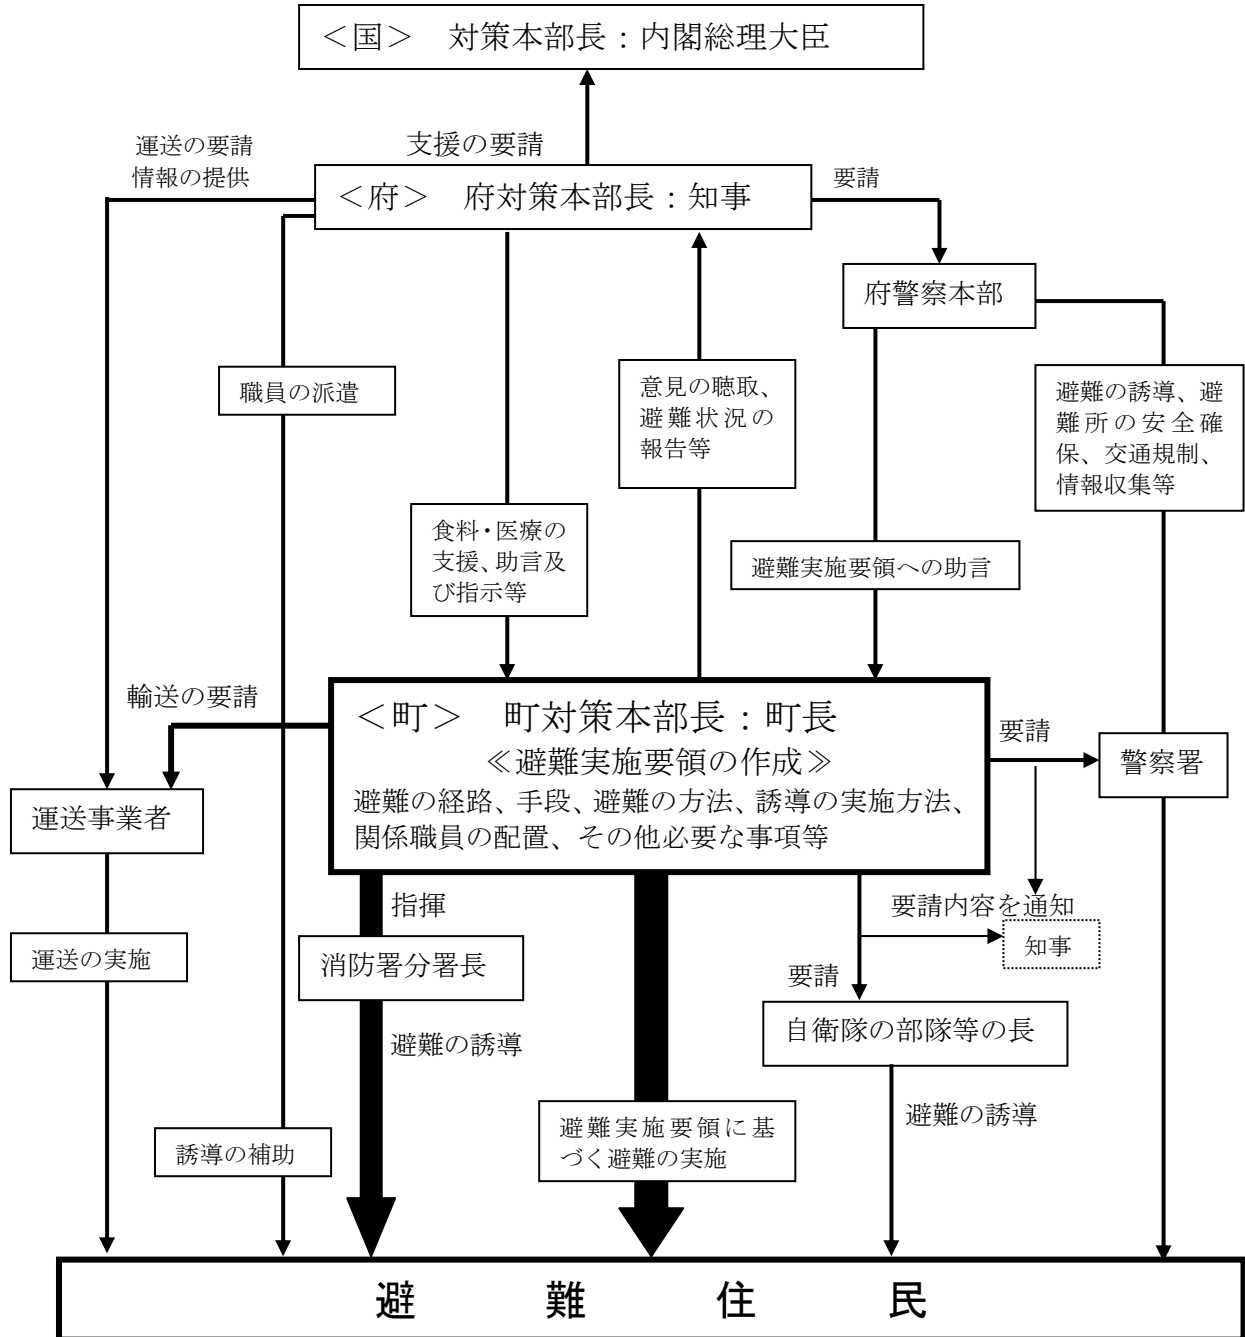 ＜国＞　対策本部長：内閣総理大臣
運送の要請
情報の提供
支援の要請
＜府＞　府対策本部長：知事
要請
府警察本部
職員の派遣
意見の聴取、
避難状況の
報告等
避難の誘導、避
難所の安全確
保、交通規制、
情報収集等
食料・医療の
支援、助言及
び指示等
避難実施要領への助言
輸送の要請
＜町＞　町対策本部長：町長
≪避難実施要領の作成≫
避難の経路、手段、避難の方法、誘導の実施方法、
関係職員の配置、その他必要な事項等
要請
警察署
運送事業者
指揮
要請内容を通知
知事
運送の実施
消防署分署長
要請
自衛隊の部隊等の長
避難の誘導
避難の誘導
誘導の補助
避難実施要領に基
づく避難の実施
避　難　住　民